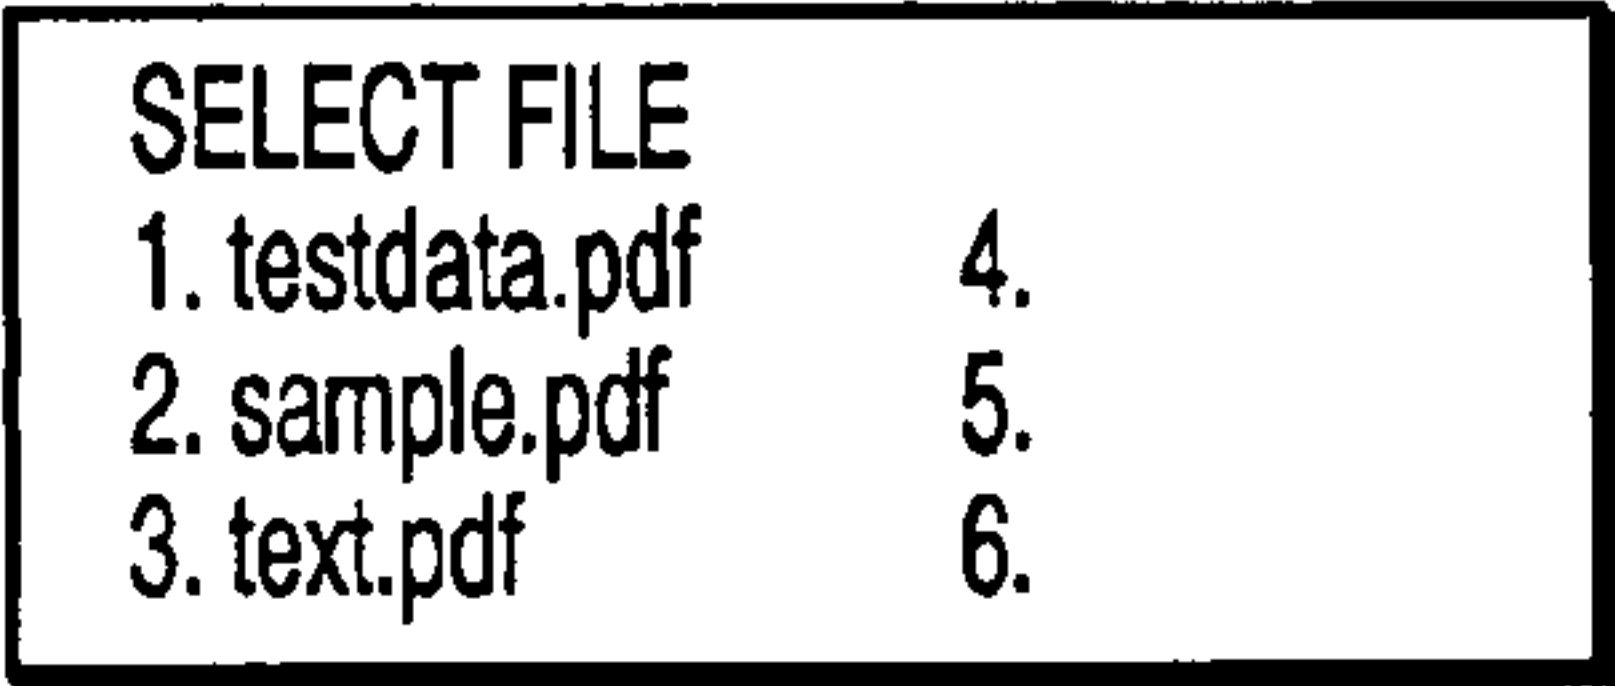 SELECT FILE
1. testdata.pdf 4.
2. sample.pdf 5.
3. text.pdf 6.